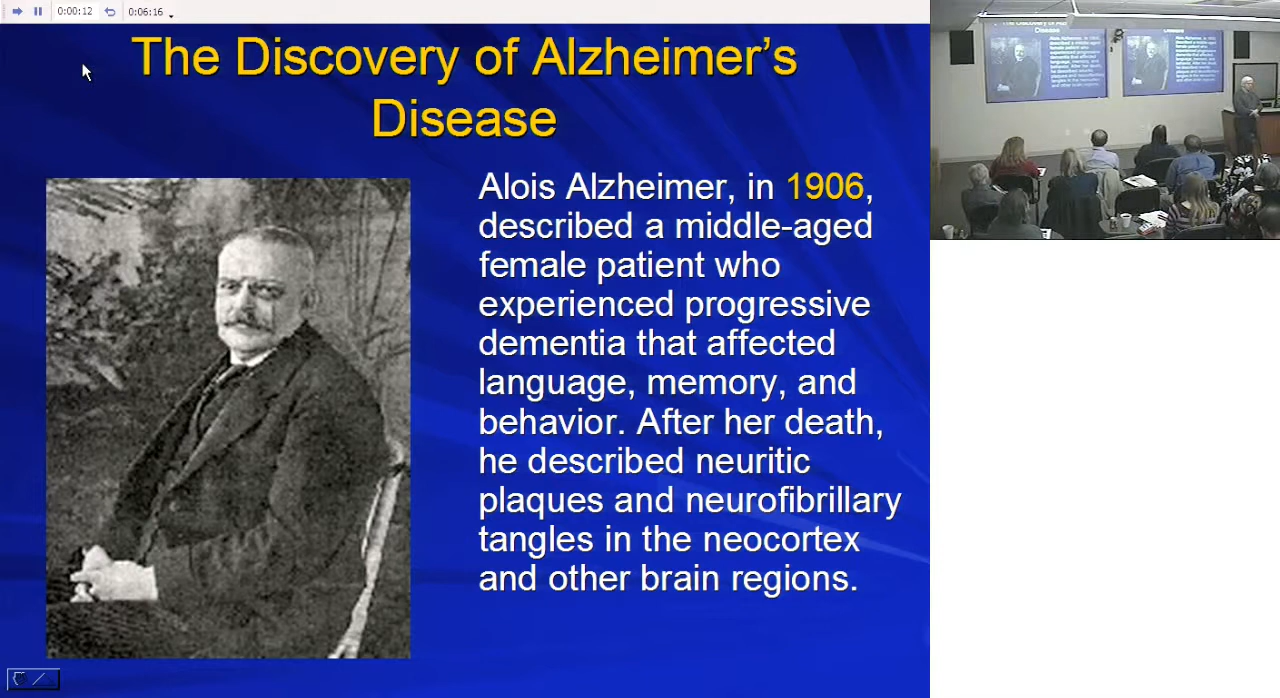 0:00:12
0:06:16
The Discovery of Alzheimer's
Disease
Alois Alzheimer, in 1906,
described a middle-aged
female patient who
experienced progressive
dementia that affected
language, memory, and
behavior. After her death,
he described neuritic
plaques and neurofibrillary
tangles in the neocortex
and other brain regions.